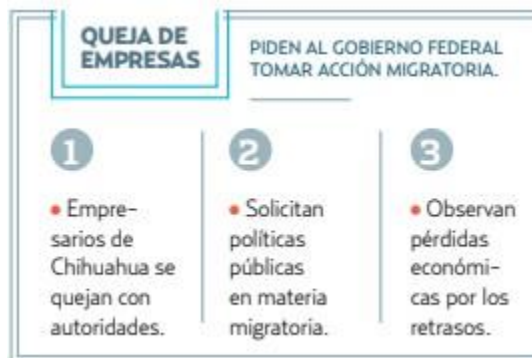 QUEJA DE
EMPRESAS
PIDEN AL GOBIERNO FEDERAL
TOMAR ACCIÓN MIGRATORIA.
1
• Empre-
sarios de
Chihuahua se
quejan con
autoridades.
2
• Solicitan
políticas
públicas
en materia
migratoria.
3
• Observan
pérdidas
económi-
cas por los
retrasos.